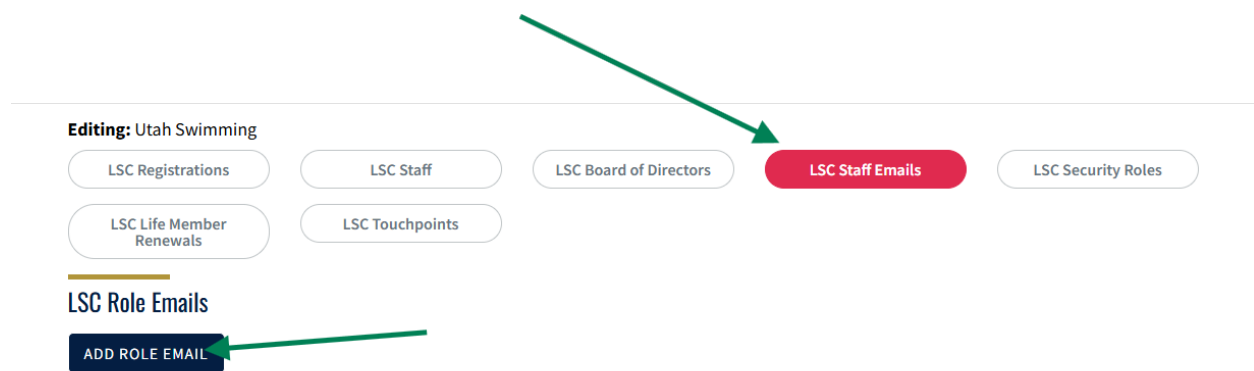 Editing: Utah Swimming
LSC Registrations
LSC Staff
LSC Board of Directors
LSC Staff Emails
LSC Security Roles
LSC Life Member
Renewals
LSC Touchpoints
LSC Role Emails
ADD ROLE EMAIL